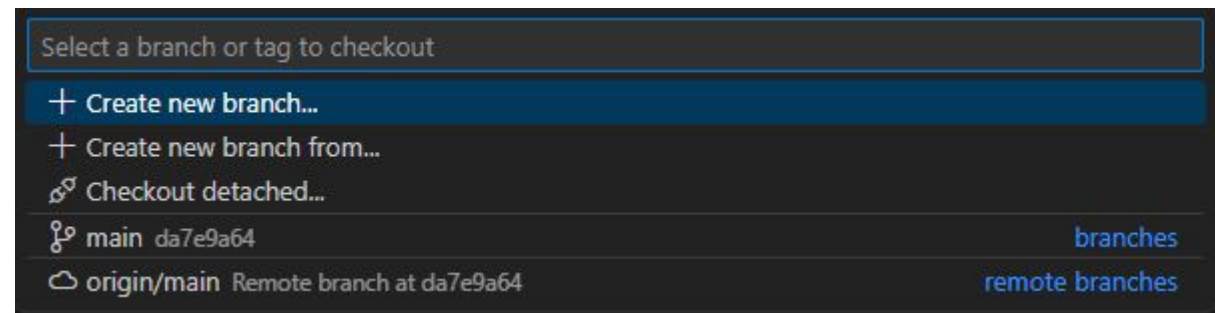 Select a branch or tag to checkout
Create new branch...
Create new branch from...
Checkout detached...
main da7e9a64 branches
origin/main Remote branch at da7e9a64 remote branches